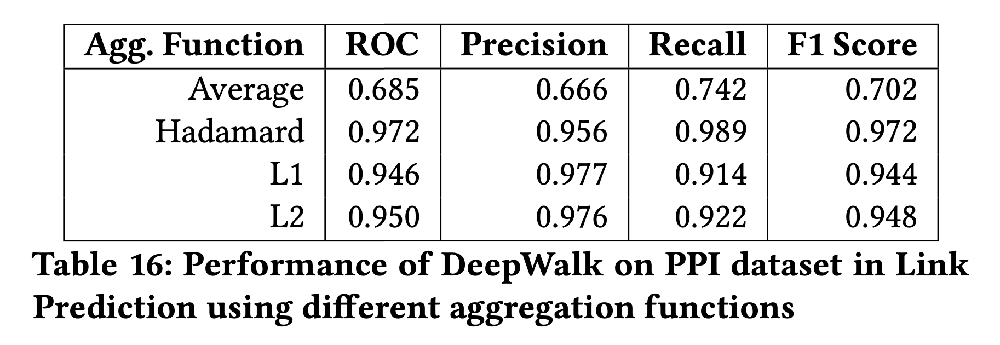 Agg. Function ROC Precision Recall F1 Score
Average 0.685 0.666 0.742 0.702
Hadamard 0.972 0.956 0.989 0.972
L1 0.946 0.977 0.914 0.944
L2 0.950 0.976 0.922 0.948
Table 16: Performance of DeepWalk on PPI dataset in Link
Prediction using different aggregation functions